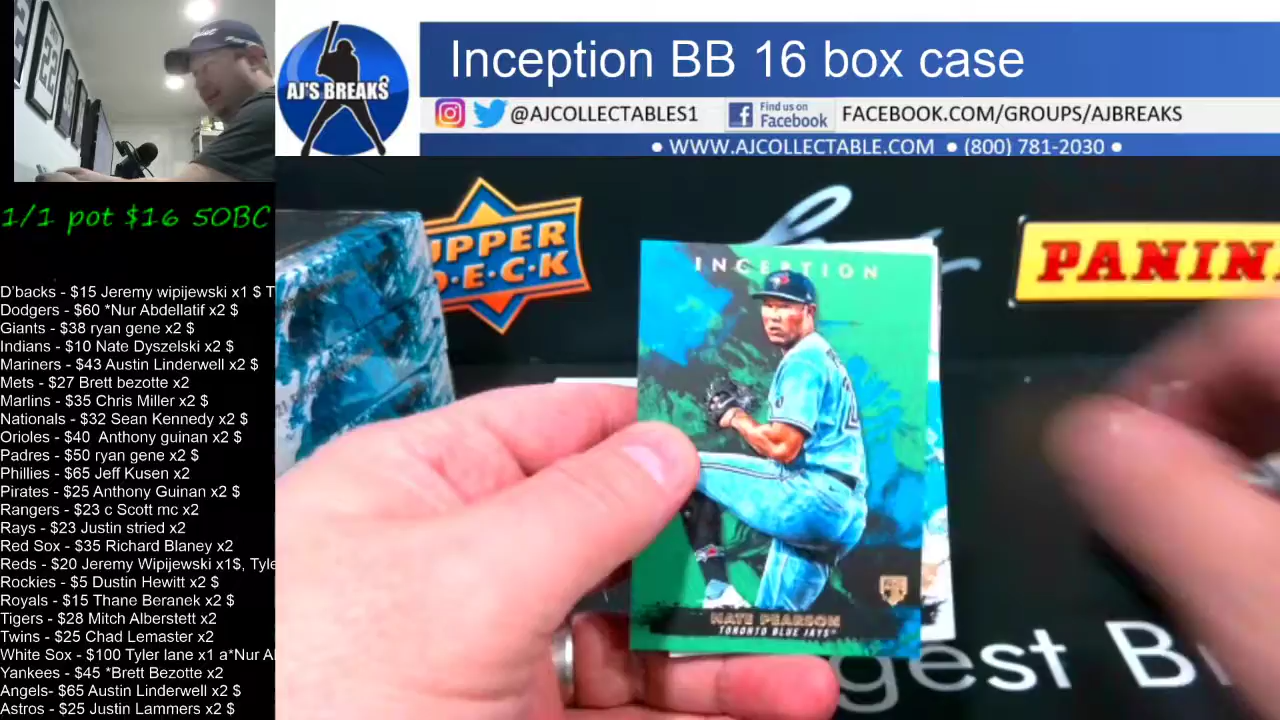 AJ'S BREAKS
Inception BB 16 box case
@AJCOLLECTABLES1
Find us on
Facebook
FACEBOOK.COM/GROUPS/AJBREAKS
• WWW.AJCOLLECTABLE.COM • (800) 781-2030 •
1/1 pot $16 50BC
UPPER
D·E·C·K
PANINI
INCEPTION
NATE PEARSON
TORONTO BLUE JAYS™
gest B
D'backs - $15 Jeremy wipijewski x1 $ T
Dodgers - $60 *Nur Abdellatif x2 $
Giants - $38 ryan gene x2 $
Indians - $10 Nate Dyszelski x2 $
Mariners - $43 Austin Linderwell x2 $
Mets - $27 Brett bezotte x2
Marlins - $35 Chris Miller x2 $
Nationals - $32 Sean Kennedy x2 $
Orioles - $40 Anthony guinan x2 $
Padres - $50 ryan gene x2 $
Phillies - $65 Jeff Kusen x2
Pirates - $25 Anthony Guinan x2 $
Rangers - $23 c Scott mc x2 $
Rays - $23 Justin stried x2
Red Sox - $35 Richard Blaney x2
Reds - $20 Jeremy Wipijewski x1$, Tyle
Rockies - $5 Dustin Hewitt x2 $
Royals - $15 Thane Beranek x2 $
Tigers - $28 Mitch Alberstett x2
Twins - $25 Chad Lemaster x2
White Sox - $100 Tyler lane x1 a*Nur Al
Yankees - $45 *Brett Bezotte x2
Angels- $65 Austin Linderwell x2 $
Astros - $25 Justin Lammers x2 $